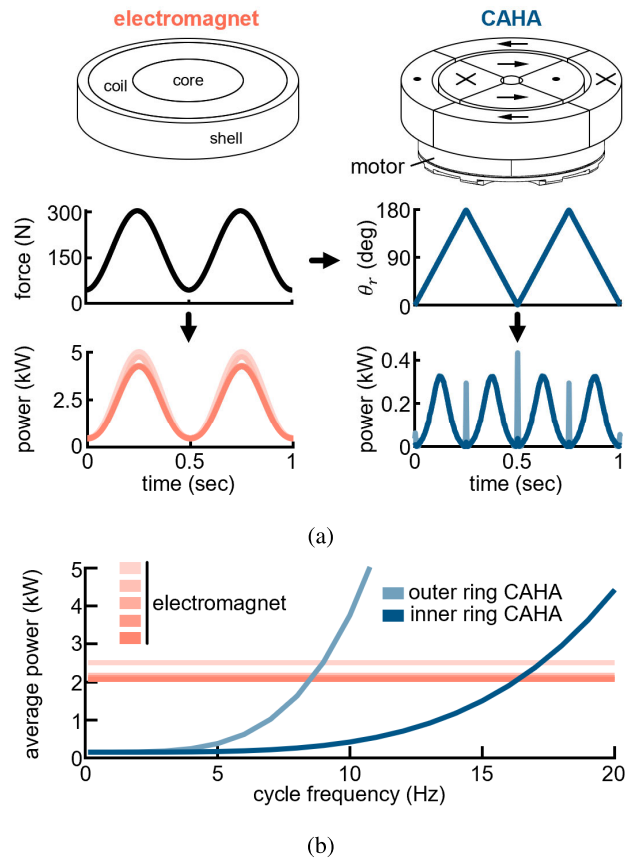 electromagnet
CAHA
coil
core
shell
motor
force (N)
300
150
0
θr (deg)
180
90
0
power (kW)
5
2.5
0
0
0.5
1
time (sec)
power (kW)
0.4
0.2
0
0
0.5
1
time (sec)
(a)
average power (kW)
5
4
3
2
1
0
electromagnet
outer ring CAHA
inner ring CAHA
0
5
10
15
20
cycle frequency (Hz)
(b)